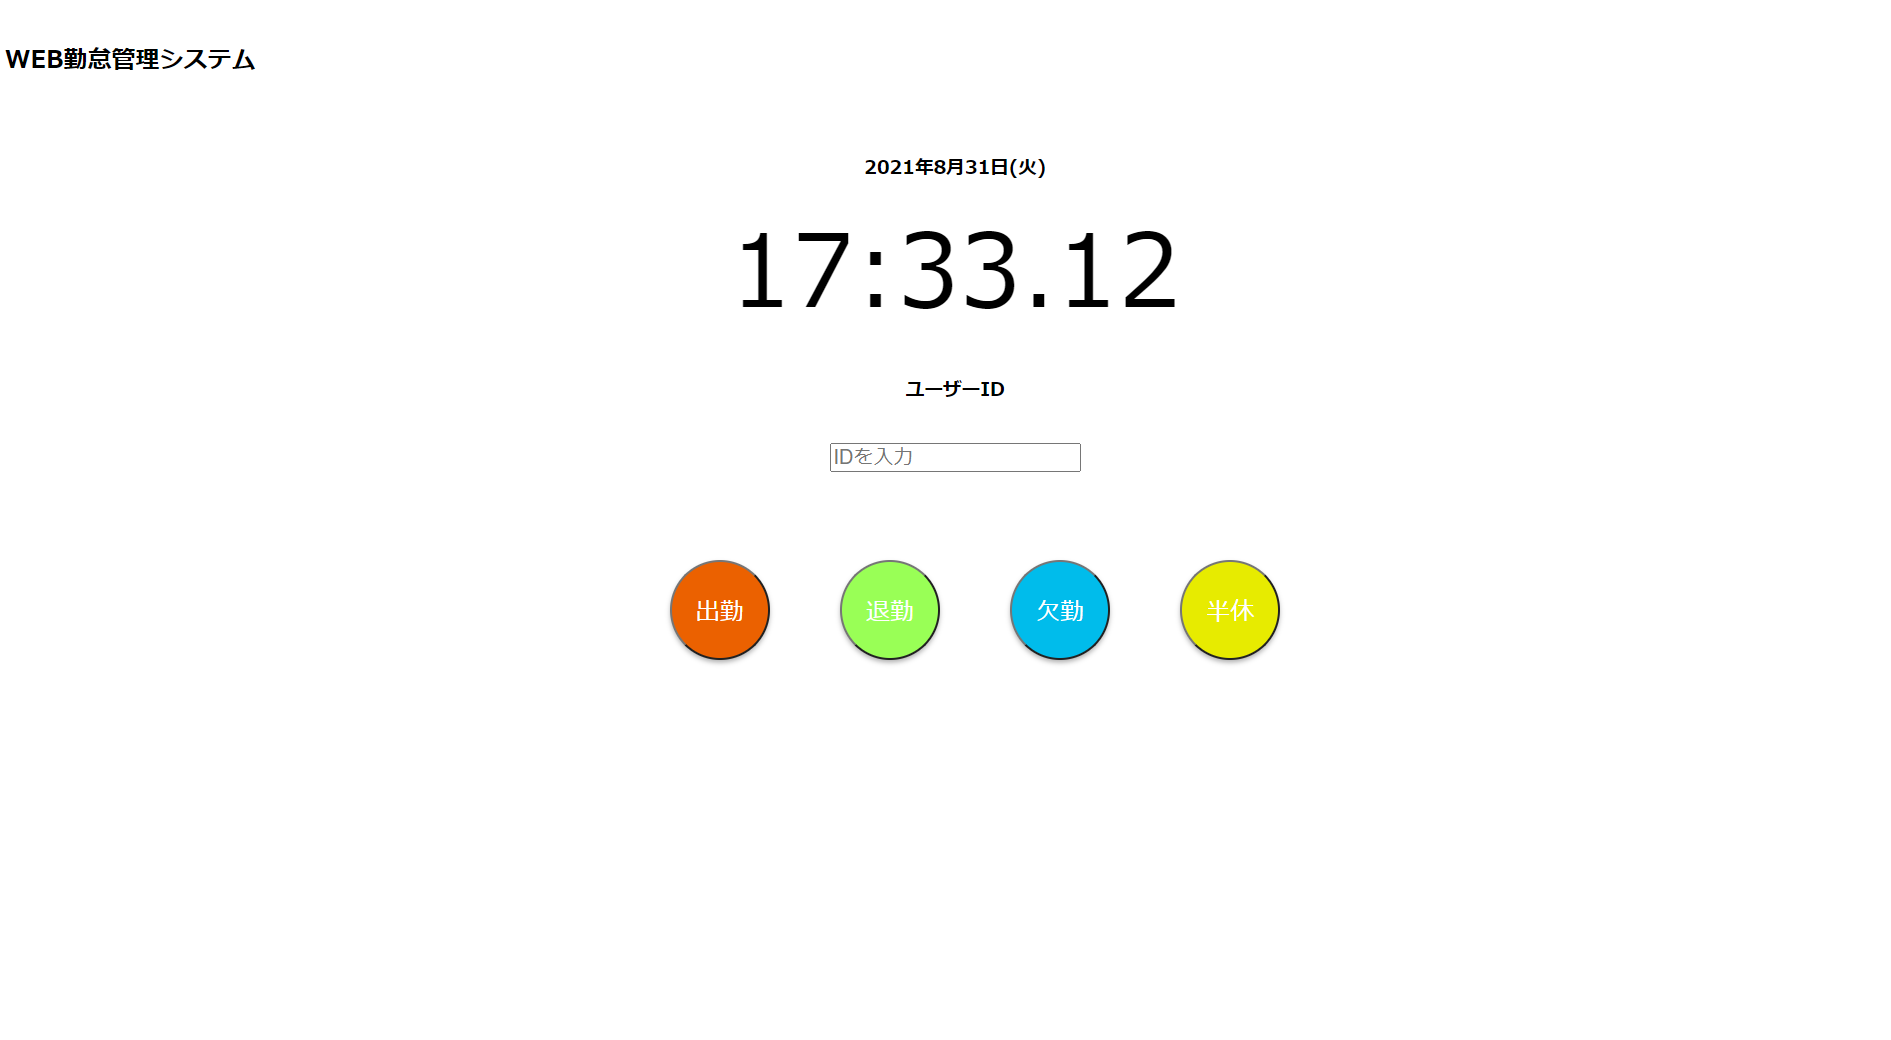 WEB勤怠管理システム
2021年8月31日(火)
17:33.12
ユーザーID
IDを入力
出勤 退勤 欠勤 半休